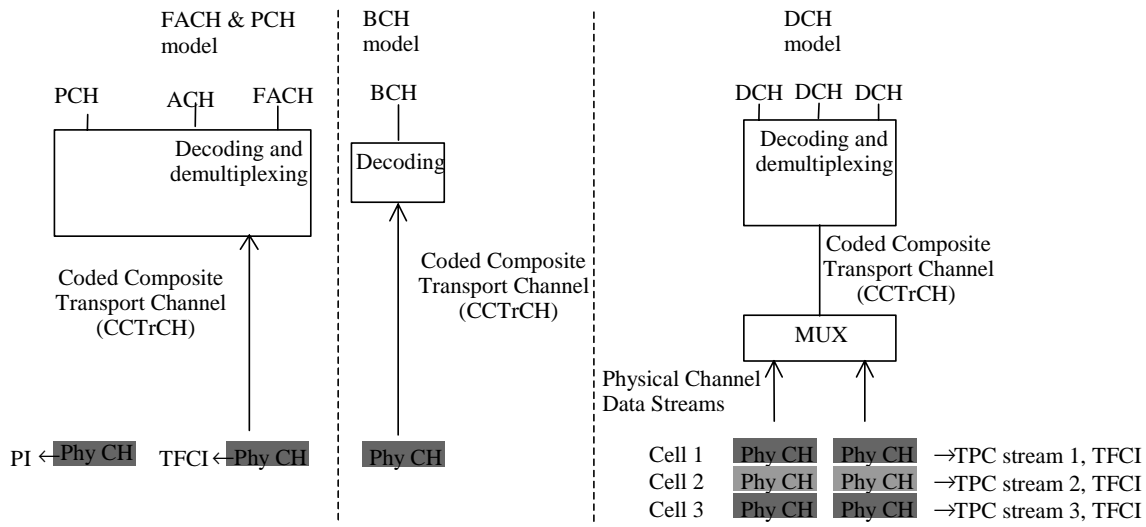 FACH & PCH
model
PCH
ACH
FACH
Decoding and
demultiplexing
Coded Composite
Transport Channel
(CCTrCH)
PI ← Phy CH
TFCI ← Phy CH
BCH
model
BCH
Decoding
Coded Composite
Transport Channel
(CCTrCH)
Phy CH
DCH
model
DCH DCH DCH
Decoding and
demultiplexing
Coded Composite
Transport Channel
(CCTrCH)
MUX
Physical Channel
Data Streams
Cell 1 Phy CH Phy CH →TPC stream 1, TFCI
Cell 2 Phy CH Phy CH →TPC stream 2, TFCI
Cell 3 Phy CH Phy CH →TPC stream 3, TFCI